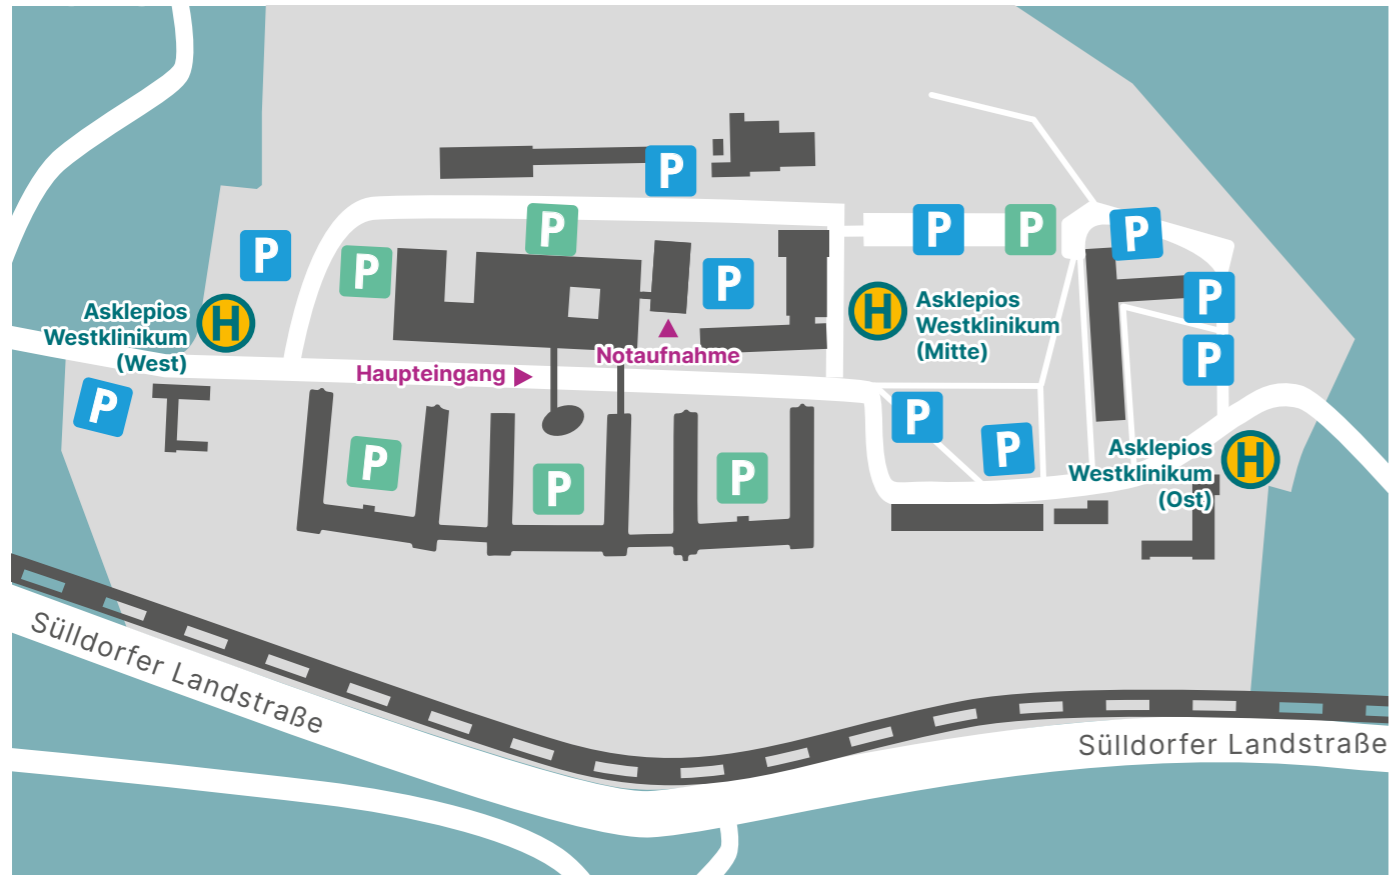 P
P
P
P
P
P
P
P
P
P
Asklepios
Westklinikum
(West)
H
H
Asklepios
Westklinikum
(Mitte)
P
Notaufnahme
Haupteingang
P
P
P
P
P
P
P
Asklepios
Westklinikum
(Ost)
H
Sülldorfer Landstraße
Sülldorfer Landstraße